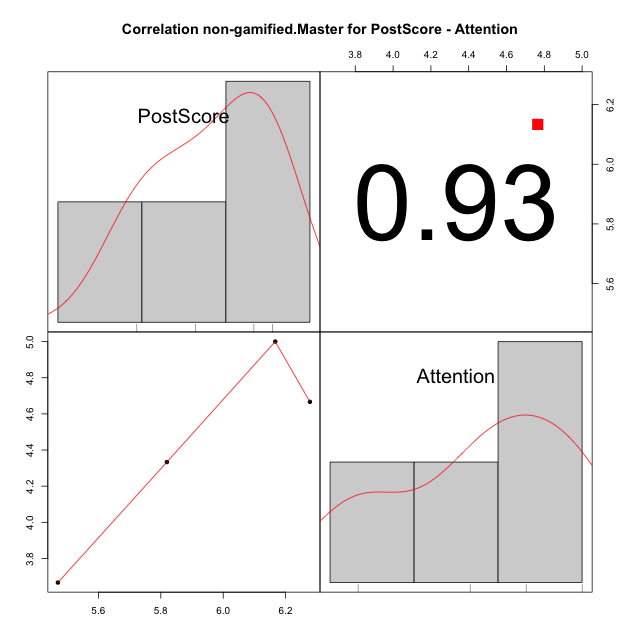 Correlation non-gamified.Master for PostScore - Attention
3.8 4.0 4.2 4.4 4.6 4.8 5.0
PostScore
0.93
6.2
6.0
5.8
5.6
5.0
4.8
4.6
4.4
4.2
4.0
3.8
Attention
5.6 5.8 6.0 6.2